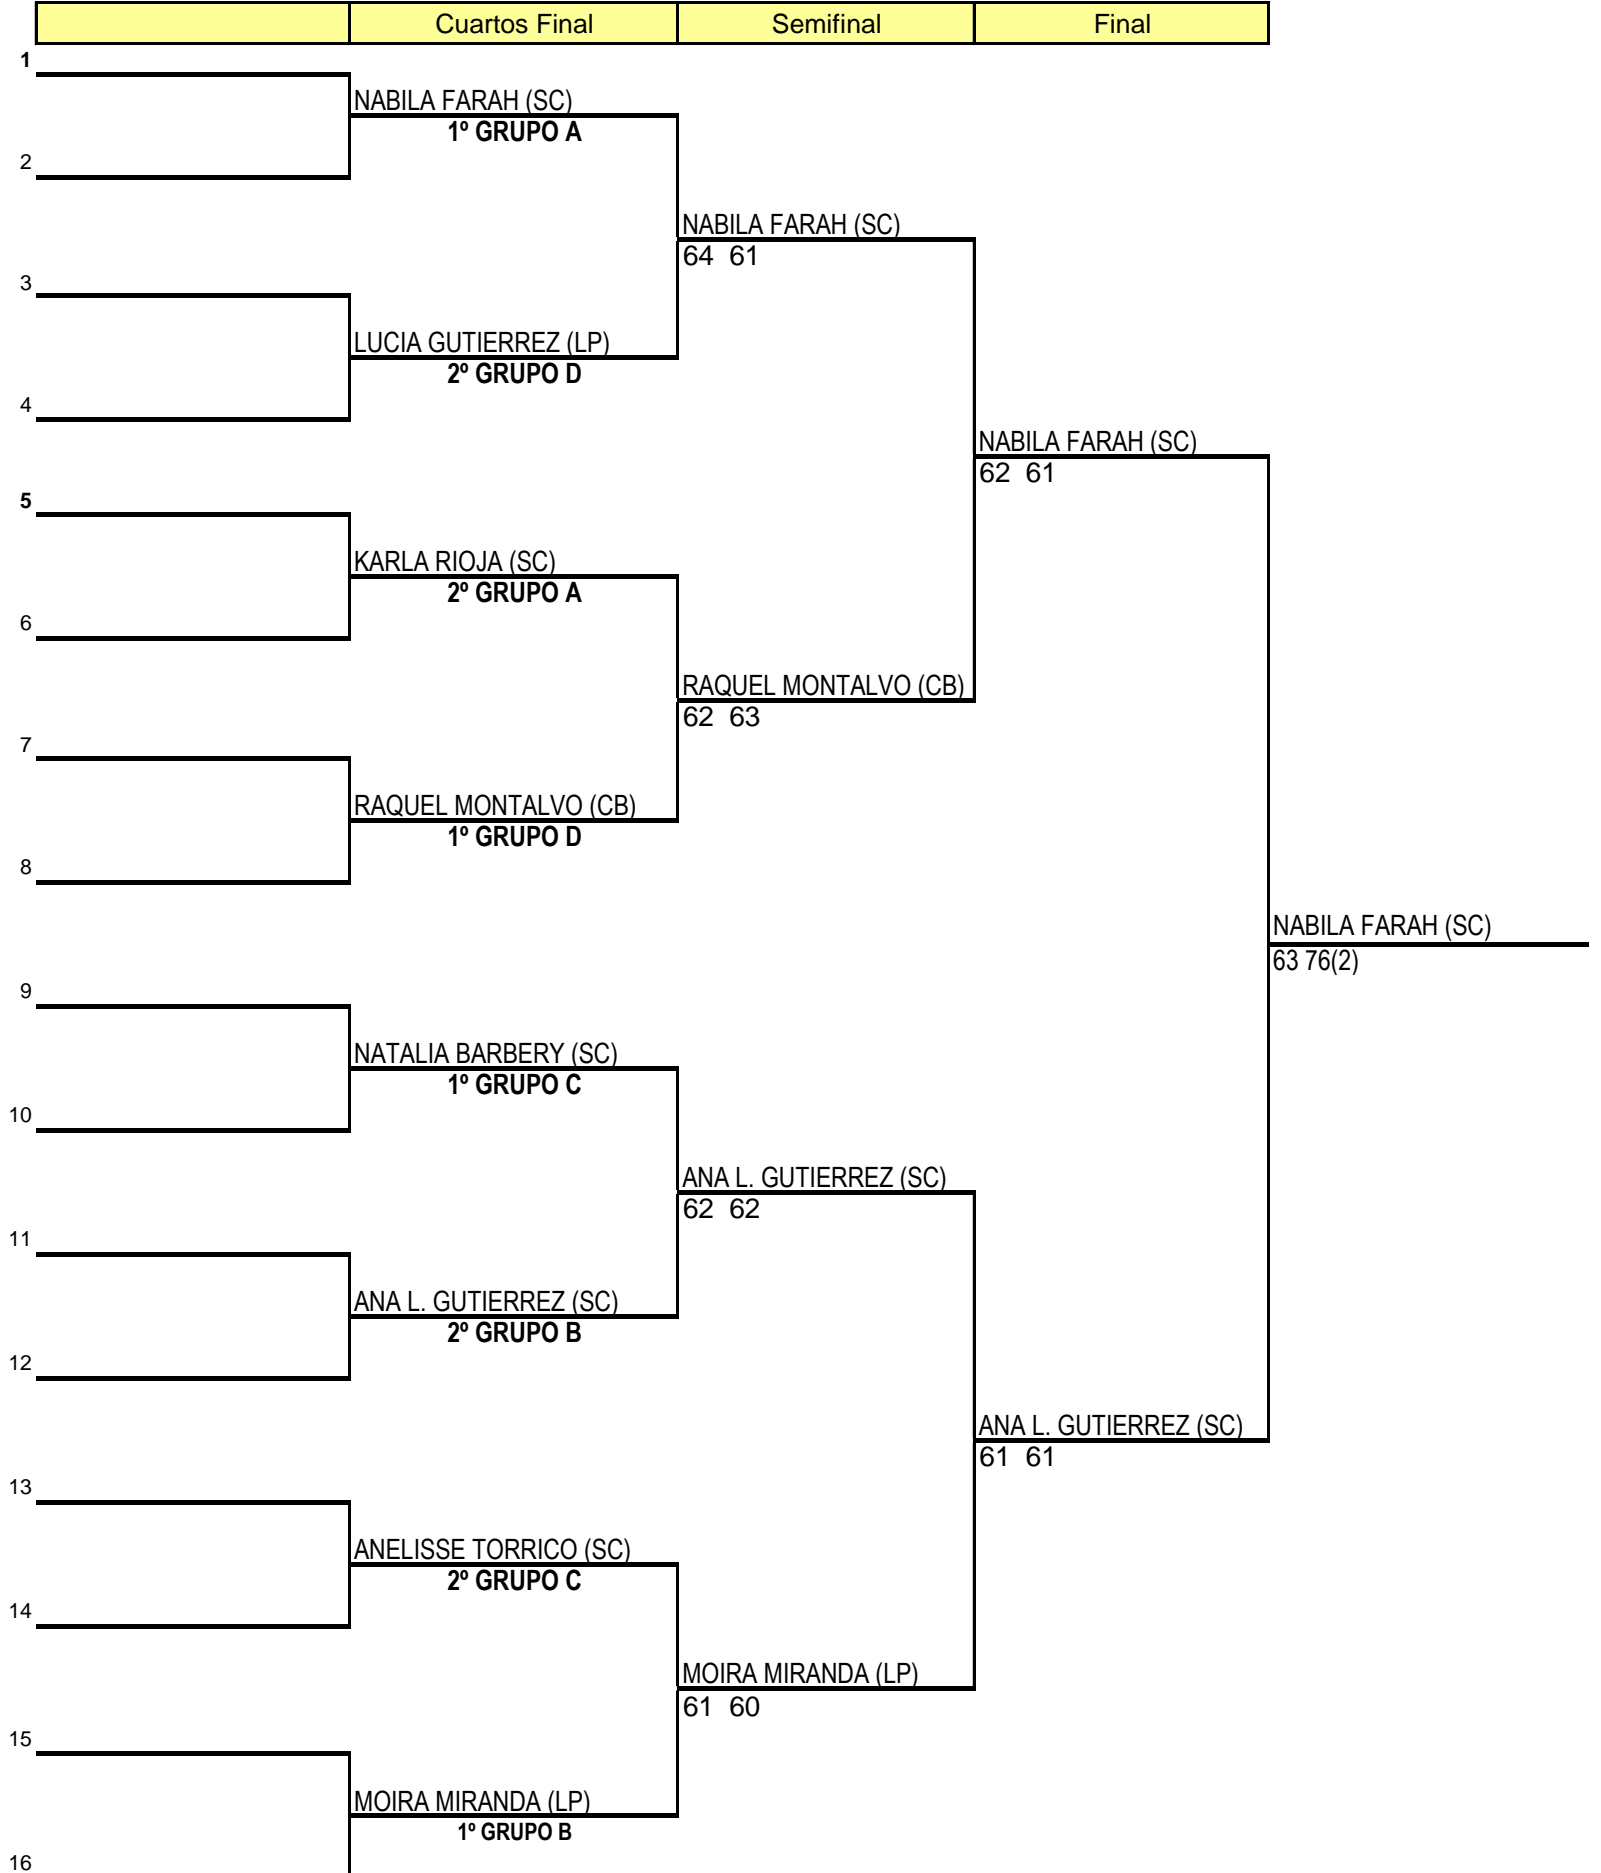 Cuartos Final Semifinal Final
1
NABILA FARAH (SC)
1º GRUPO A
2
NABILA FARAH (SC)
64 61
3
LUCIA GUTIERREZ (LP)
2º GRUPO D
4
NABILA FARAH (SC)
62 61
5
KARLA RIOJA (SC)
2º GRUPO A
6
RAQUEL MONTALVO (CB)
62 63
7
RAQUEL MONTALVO (CB)
1º GRUPO D
8
NABILA FARAH (SC)
63 76(2)
9
NATALIA BARBERY (SC)
1º GRUPO C
10
ANA L. GUTIERREZ (SC)
62 62
11
ANA L. GUTIERREZ (SC)
2º GRUPO B
12
ANA L. GUTIERREZ (SC)
61 61
13
ANELISSE TORRICO (SC)
2º GRUPO C
14
MOIRA MIRANDA (LP)
61 60
15
MOIRA MIRANDA (LP)
1º GRUPO B
16